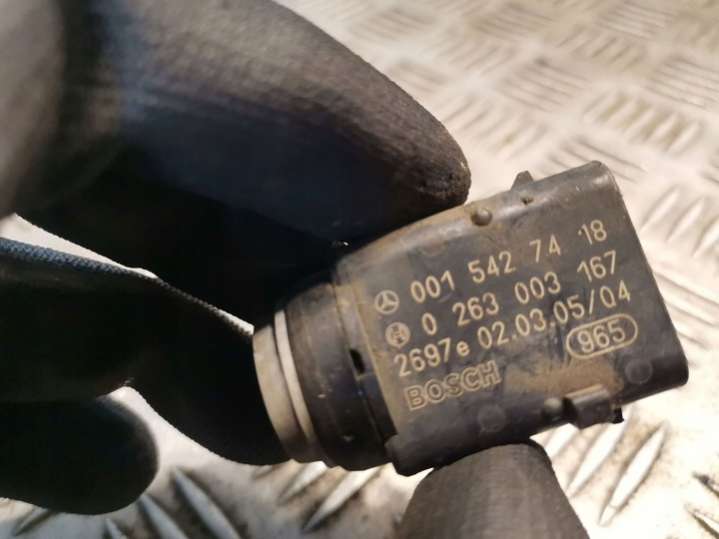 001 542 74 18
0 263 003 167
2697e 02.03.05/04
BOSCH 965